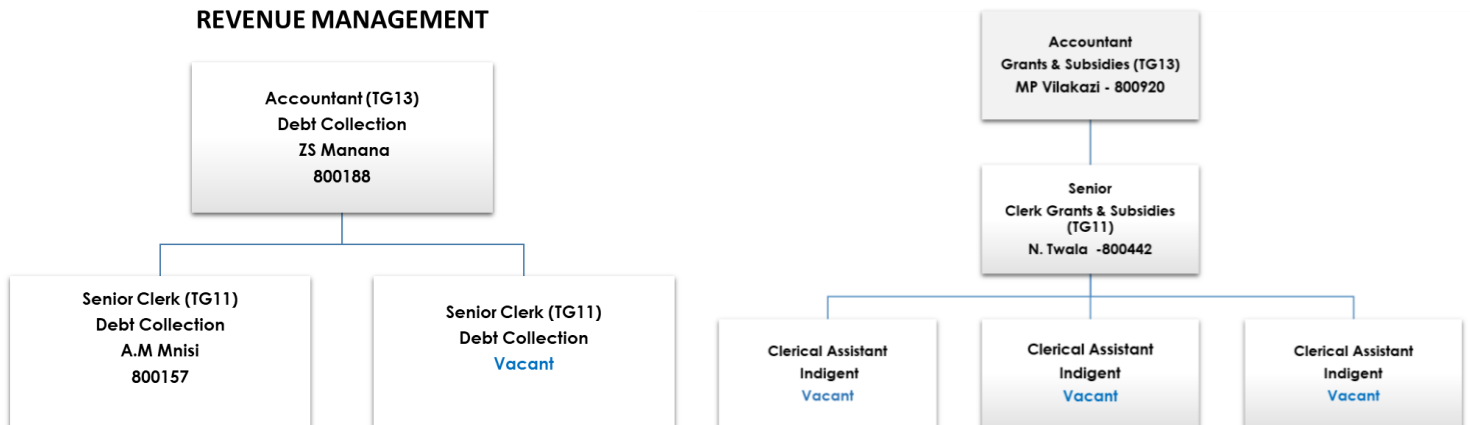 REVENUE MANAGEMENT
Accountant (TG13)
Debt Collection
ZS Manana
800188
Senior Clerk (TG11)
Debt Collection
A.M Mnisi
800157
Senior Clerk (TG11)
Debt Collection
Vacant
Accountant
Grants & Subsidies (TG13)
MP Vilakazi - 800920
Senior
Clerk Grants & Subsidies
(TG11)
N. Twala -800442
Clerical Assistant
Indigent
Vacant
Clerical Assistant
Indigent
Vacant
Clerical Assistant
Indigent
Vacant